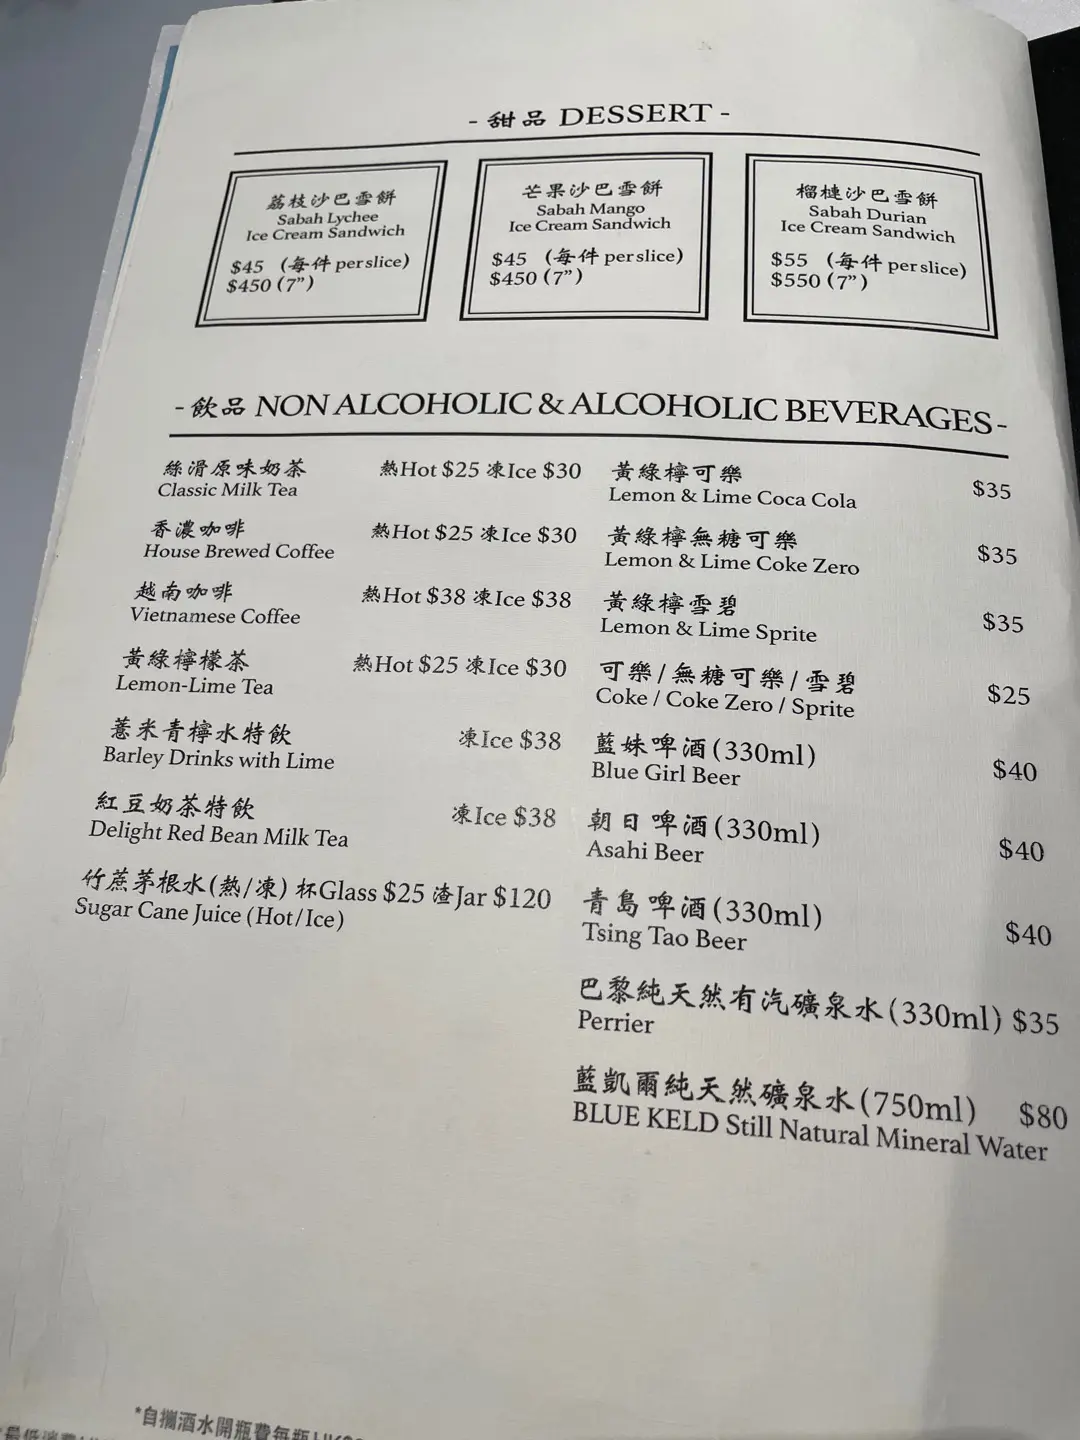 - 甜品 DESSERT -
荔枝沙巴雪餅
Sabah Lychee
Ice Cream Sandwich
$45 (每件 per slice)
$450 (7”)
芒果沙巴雪餅
Sabah Mango
Ice Cream Sandwich
$45 (每件 per slice)
$450 (7”)
榴槤沙巴雪餅
Sabah Durian
Ice Cream Sandwich
$55 (每件 per slice)
$550 (7”)
- 飲品 NON ALCOHOLIC & ALCOHOLIC BEVERAGES -
絲滑原味奶茶 熱Hot $25 凍Ice $30
Classic Milk Tea
香濃咖啡 熱Hot $25 凍Ice $30
House Brewed Coffee
越南咖啡 熱Hot $38 凍Ice $38
Vietnamese Coffee
黃綠檸檬茶 熱Hot $25 凍Ice $30
Lemon-Lime Tea
薏米青檸水特飲 凍Ice $38
Barley Drinks with Lime
紅豆奶茶特飲 凍Ice $38
Delight Red Bean Milk Tea
竹蔗茅根水(熱/凍) 杯Glass $25 渣Jar $120
Sugar Cane Juice (Hot/Ice)
黃綠檸可樂 $35
Lemon & Lime Coca Cola
黃綠檸無糖可樂 $35
Lemon & Lime Coke Zero
黃綠檸雪碧 $35
Lemon & Lime Sprite
可樂/無糖可樂/雪碧 $25
Coke / Coke Zero / Sprite
藍妹啤酒(330ml) $40
Blue Girl Beer
朝日啤酒(330ml) $40
Asahi Beer
青島啤酒(330ml) $40
Tsing Tao Beer
巴黎純天然有汽礦泉水(330ml) $35
Perrier
藍凱爾純天然礦泉水(750ml) $80
BLUE KELD Still Natural Mineral Water
*自攜酒水開瓶費每瓶